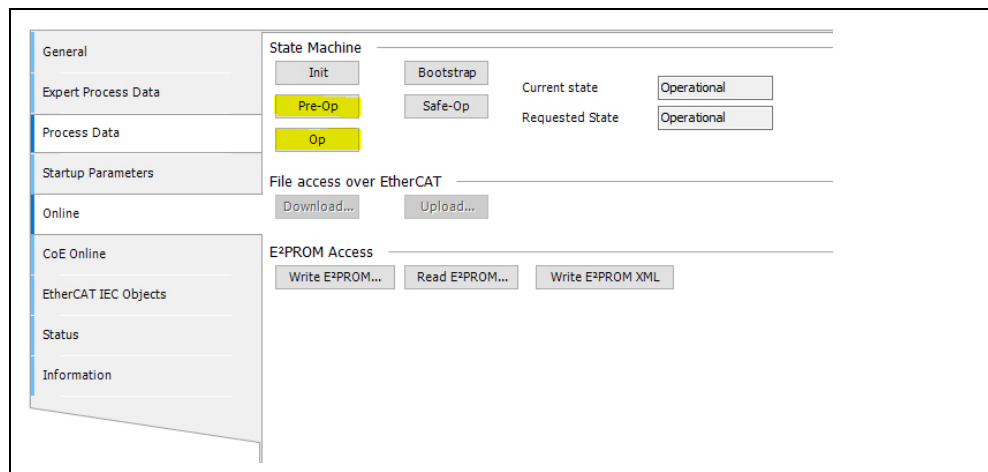 General
Expert Process Data
Process Data
Startup Parameters
Online
CoE Online
EtherCAT IEC Objects
Status
Information
State Machine
Init Bootstrap
Current state Operational
Pre-Op Safe-Op
Requested State Operational
Op
File access over EtherCAT
Download... Upload...
E²PROM Access
Write E²PROM... Read E²PROM... Write E²PROM XML